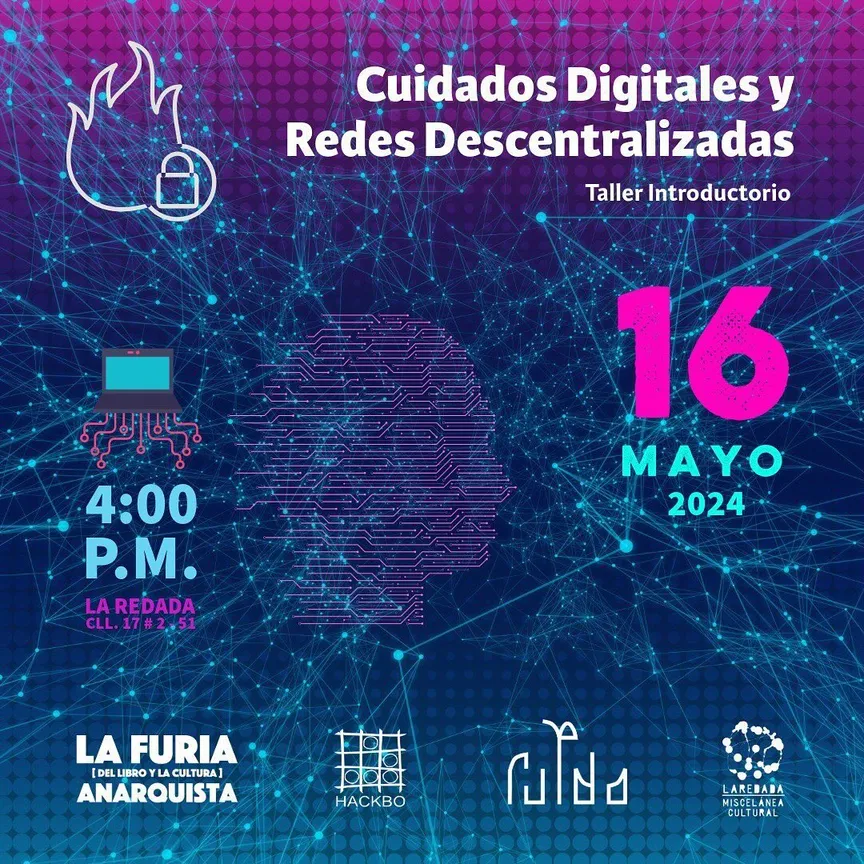 Cuidados Digitales y
Redes Descentralizadas
Taller Introductorio
16
MAYO
2024
4:00
P.M.
LA REDADA
CLL. 17 # 2 - 51
LA FURIA
[ DEL LIBRO Y LA CULTURA ]
ANARQUISTA
HACKBO
LAREDADA
MISCELÁNEA
CULTURAL